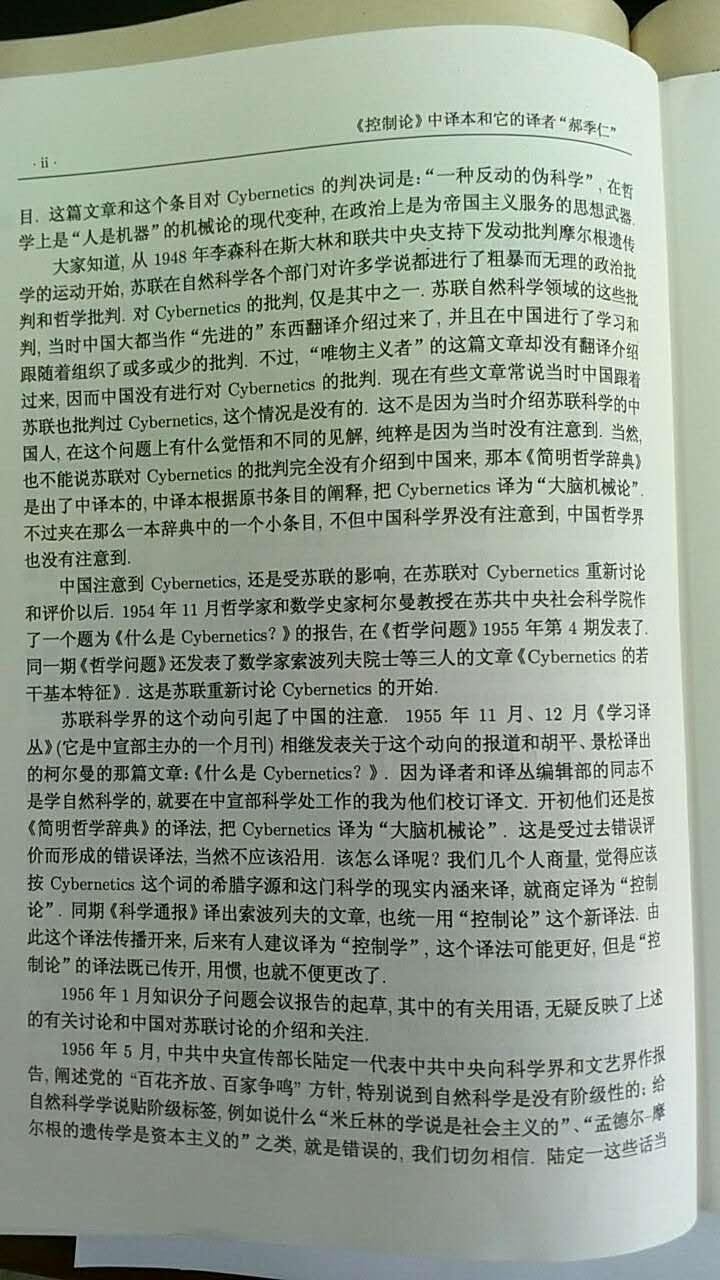 《控制论》中译本和它的译者“郝季仁”
· ii ·
目. 这篇文章和这个条目对 Cybernetics 的判决词是:“一种反动的伪科学”, 在哲
学上是“人是机器”的机械论的现代变种, 在政治上是为帝国主义服务的思想武器.
大家知道, 从 1948 年李森科在斯大林和联共中央支持下发动批判摩尔根遗传
学的运动开始, 苏联在自然科学各个部门对许多学说都进行了粗暴而无理的政治批
判和哲学批判. 对 Cybernetics 的批判, 仅是其中之一. 苏联自然科学领域的这些批
判, 当时中国大都当作“先进的”东西翻译介绍过来了, 并且在中国进行了学习和
跟随着组织了或多或少的批判. 不过, “唯物主义者”的这篇文章却没有翻译介绍
过来, 因而中国没有进行对 Cybernetics 的批判. 现在有些文章常说当时中国跟着
苏联也批判过 Cybernetics, 这个情况是没有的. 这不是因为当时介绍苏联科学的中
国人, 在这个问题上有什么觉悟和不同的见解, 纯粹是因为当时没有注意到. 当然,
也不能说苏联对 Cybernetics 的批判完全没有介绍到中国来, 那本《简明哲学辞典》
是出了中译本的, 中译本根据原书条目的阐释, 把 Cybernetics 译为“大脑机械论”.
不过夹在那么一本辞典中的一个小条目, 不但中国科学界没有注意到, 中国哲学界
也没有注意到.
中国注意到 Cybernetics, 还是受苏联的影响, 在苏联对 Cybernetics 重新讨论
和评价以后. 1954 年 11 月哲学家和数学史家柯尔曼教授在苏共中央社会科学院作
了一个题为《什么是 Cybernetics? 》的报告, 在《哲学问题》1955 年第 4 期发表了.
同一期《哲学问题》还发表了数学家索波列夫院士等三人的文章《Cybernetics 的若
干基本特征》. 这是苏联重新讨论 Cybernetics 的开始.
苏联科学界的这个动向引起了中国的注意. 1955 年 11 月、12 月《学习译
丛》(它是中宣部主办的一个月刊) 相继发表关于这个动向的报道和胡平、景松译出
的柯尔曼的那篇文章:《什么是 Cybernetics? 》. 因为译者和译丛编辑部的同志不
是学自然科学的, 就要在中宣部科学处工作的我为他们校订译文. 开初他们还是按
《简明哲学辞典》的译法, 把 Cybernetics 译为“大脑机械论”. 这是受过去错误评
价而形成的错误译法, 当然不应该沿用. 该怎么译呢? 我们几个人商量, 觉得应该
按 Cybernetics 这个词的希腊字源和这门科学的现实内涵来译, 就商定译为“控制
论”. 同期《科学通报》译出索波列夫的文章, 也统一用“控制论”这个新译法. 由
此这个译法传播开来, 后来有人建议译为“控制学”, 这个译法可能更好, 但是“控
制论”的译法既已传开, 用惯, 也就不便更改了.
1956 年 1 月知识分子问题会议报告的起草, 其中的有关用语, 无疑反映了上述
的有关讨论和中国对苏联讨论的介绍和关注.
1956 年 5 月, 中共中央宣传部长陆定一代表中共中央向科学界和文艺界作报
告, 阐述党的 “百花齐放、百家争鸣” 方针, 特别说到自然科学是没有阶级性的; 给
自然科学学说贴阶级标签, 例如说什么“米丘林的学说是社会主义的”、“孟德尔–摩
尔根的遗传学是资本主义的” 之类, 就是错误的, 我们切勿相信. 陆定一这些话当